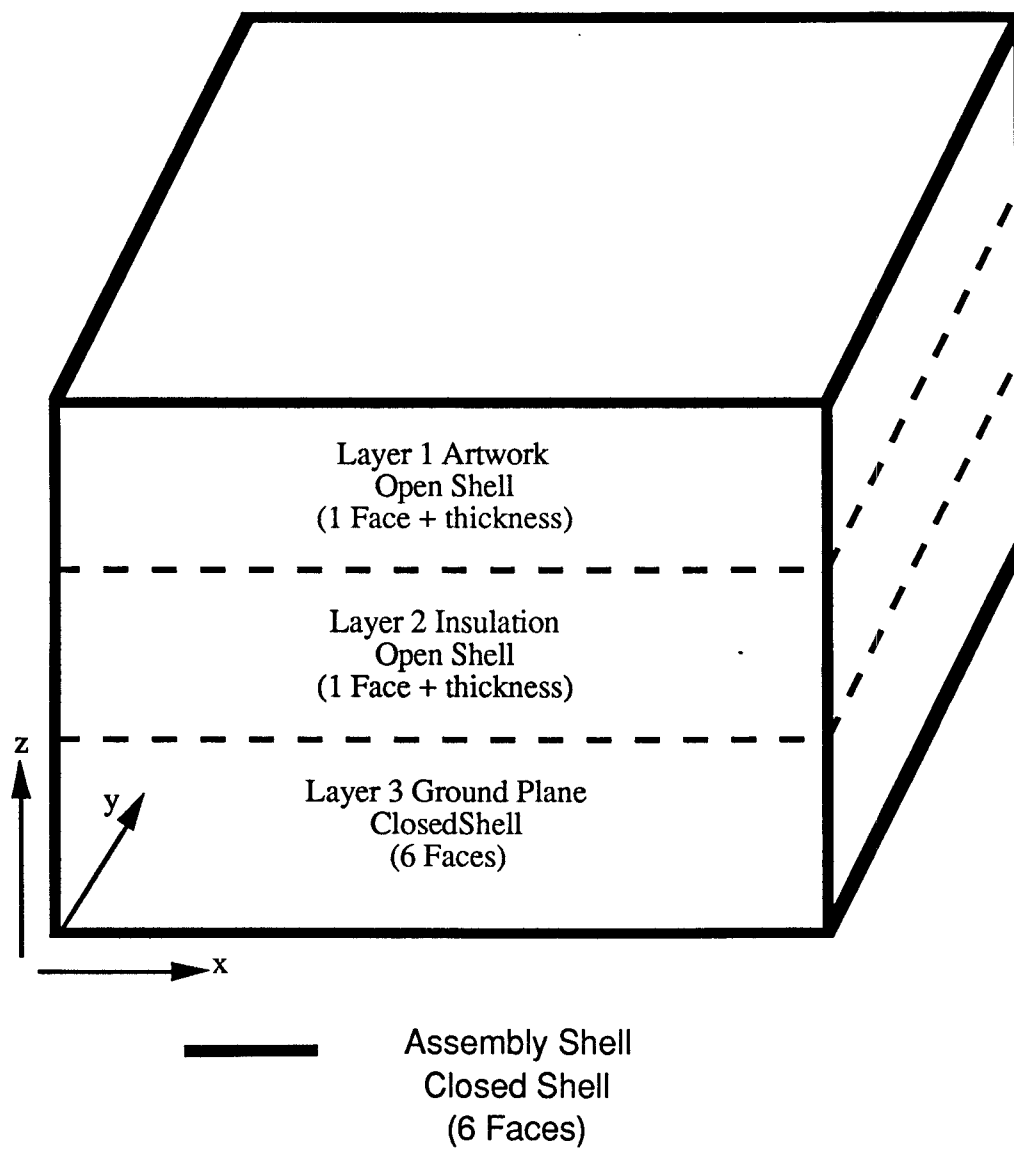 Layer 1 Artwork
Open Shell
(1 Face + thickness)
Layer 2 Insulation
Open Shell
(1 Face + thickness)
z
y
Layer 3 Ground Plane
ClosedShell
(6 Faces)
x
Assembly Shell
Closed Shell
(6 Faces)